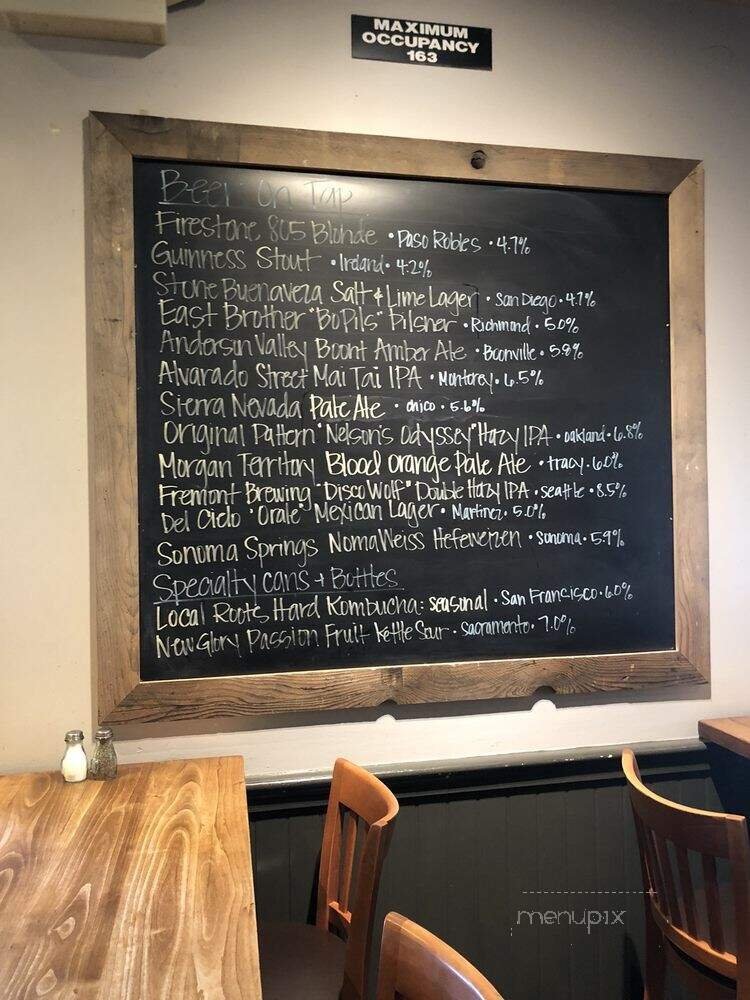 MAXIMUM
OCCUPANCY
163
Beer On Tap
Firestone 805 Blonde • Paso Robles • 4.7%
Guinness Stout • Ireland • 4.2%
Stone Buenaveza Salt & Lime Lager • San Diego • 4.7%
East Brother "Bo Pils" Pilsner • Richmond • 5.0%
Anderson Valley Boont Amber Ale • Boonville • 5.8%
Alvarado Street Mai Tai IPA • Monterey • 6.5%
Sierra Nevada Pale Ale • chico • 5.6%
Original Pattern "Nelson's Odyssey" Hazy IPA • oakland • 6.8%
Morgan Territory Blood Orange Pale Ale • tracy • 6.0%
Fremont Brewing "Disco Wolf" Double Hazy IPA • seattle • 8.5%
Del Cielo "Orale" Mexican Lager • Martinez • 5.0%
Sonoma Springs NomaWeiss Hefeweizen • Sonoma • 5.9%
Specialty cans + Bottles
Local Roots Hard Kombucha: seasonal • San Francisco • 6.0%
New Glory Passion Fruit Kettle Sour • Sacramento • 7.0%
menupix